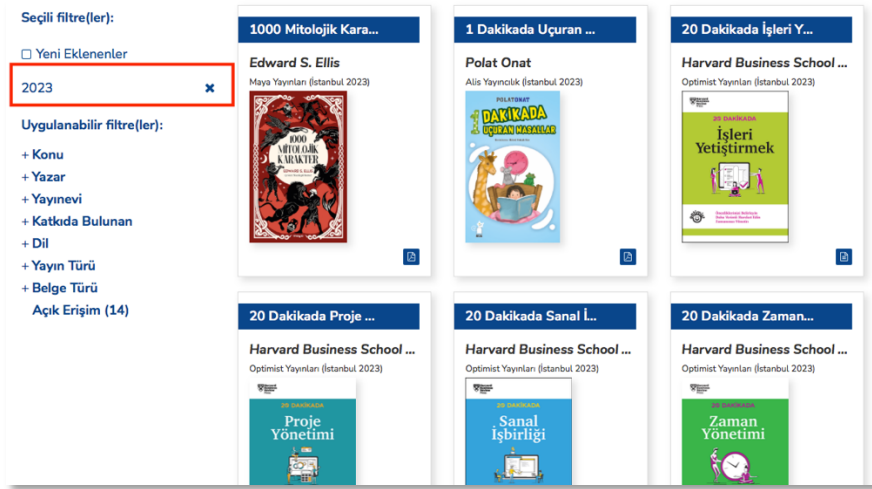 Seçili filtre(ler):
Yeni Eklenenler
2023
Uygulanabilir filtre(ler):
+ Konu
+ Yazar
+ Yayınevi
+ Katkıda Bulunan
+ Dil
+ Yayın Türü
+ Belge Türü
Açık Erişim (14)
1000 Mitolojik Kara...
Edward S. Ellis
Maya Yayınları (İstanbul 2023)
1000
MİTOLOJİK
KARAKTER
EDWARD S. ELLIS
1 Dakikada Uçuran ...
Polat Onat
Alis Yayıncılık (İstanbul 2023)
POLAT ONAT
1 DAKİKADA
UÇURAN MASALLAR
20 Dakikada İşleri Y...
Harvard Business School ...
Optimist Yayınları (İstanbul 2023)
20 DAKİKADA
İşleri
Yetiştirmek
20 Dakikada Proje ...
Harvard Business School ...
Optimist Yayınları (İstanbul 2023)
20 DAKİKADA
Proje
Yönetimi
20 Dakikada Sanal İ...
Harvard Business School ...
Optimist Yayınları (İstanbul 2023)
20 DAKİKADA
Sanal
İşbirliği
20 Dakikada Zaman...
Harvard Business School ...
Optimist Yayınları (İstanbul 2023)
20 DAKİKADA
Zaman
Yönetimi